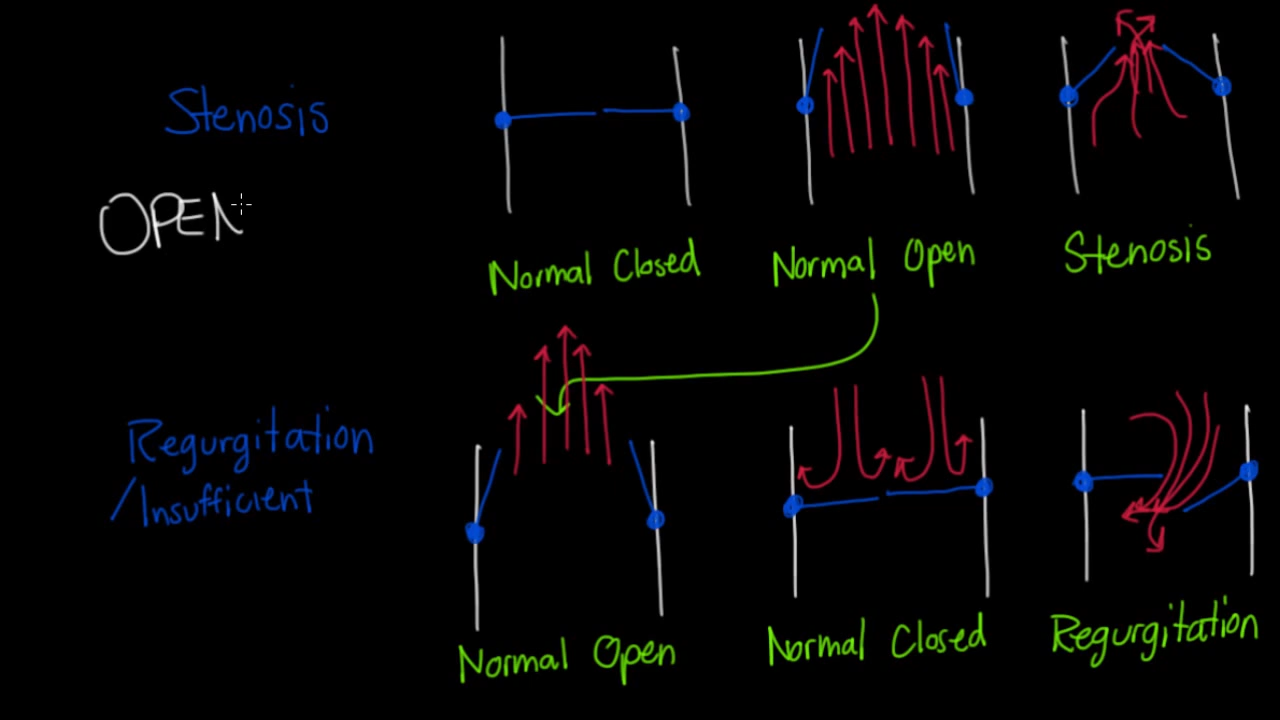 Stenosis
OPEN
Normal Closed
Normal Open
Stenosis
Regurgitation
/Insufficient
Normal Open
Normal Closed
Regurgitation